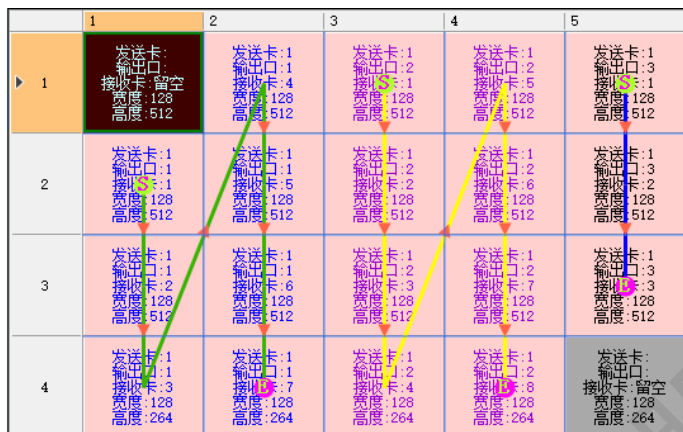 1 2 3 4 5
1
发送卡:
输出口:
接收卡:留空
宽度:128
高度:512
发送卡:1
输出口:1
接收卡:4
宽度:128
高度:512
发送卡:1
输出口:2
接收卡:1
宽度:128
高度:512
发送卡:1
输出口:2
接收卡:5
宽度:128
高度:512
发送卡:1
输出口:3
接收卡:1
宽度:128
高度:512
S
S
2
发送卡:1
输出口:1
接收卡:1
宽度:128
高度:512
S
发送卡:1
输出口:1
接收卡:5
宽度:128
高度:512
发送卡:1
输出口:2
接收卡:2
宽度:128
高度:512
发送卡:1
输出口:2
接收卡:6
宽度:128
高度:512
发送卡:1
输出口:3
接收卡:2
宽度:128
高度:512
3
发送卡:1
输出口:1
接收卡:2
宽度:128
高度:512
发送卡:1
输出口:1
接收卡:6
宽度:128
高度:512
发送卡:1
输出口:2
接收卡:3
宽度:128
高度:512
发送卡:1
输出口:2
接收卡:7
宽度:128
高度:512
发送卡:1
输出口:3
接收卡:3
宽度:128
高度:512
E
4
发送卡:1
输出口:1
接收卡:3
宽度:128
高度:264
发送卡:1
输出口:1
接收卡:7
宽度:128
高度:264
E
发送卡:1
输出口:2
接收卡:4
宽度:128
高度:264
发送卡:1
输出口:2
接收卡:8
宽度:128
高度:264
E
发送卡:
输出口:
接收卡:留空
宽度:128
高度:264